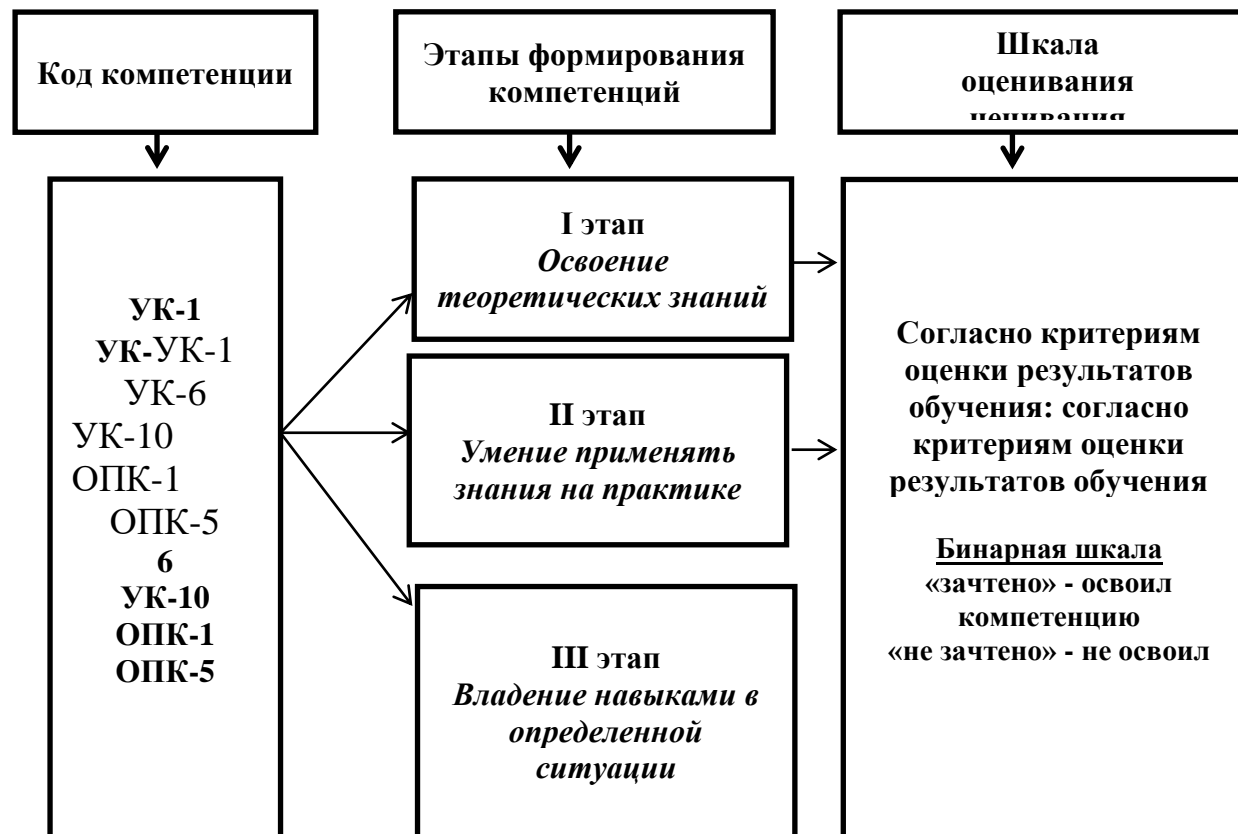 Код компетенции
Этапы формирования
компетенций
Шкала
оценивания
ценивания
УК-1
УК-УК-1
УК-6
УК-10
ОПК-1
ОПК-5
6
УК-10
ОПК-1
ОПК-5
I этап
Освоение
теоретических знаний
II этап
Умение применять
знания на практике
III этап
Владение навыками в
определенной
ситуации
Согласно критериям
оценки результатов
обучения: согласно
критериям оценки
результатов обучения
Бинарная шкала
«зачтено» - освоил
компетенцию
«не зачтено» - не освоил